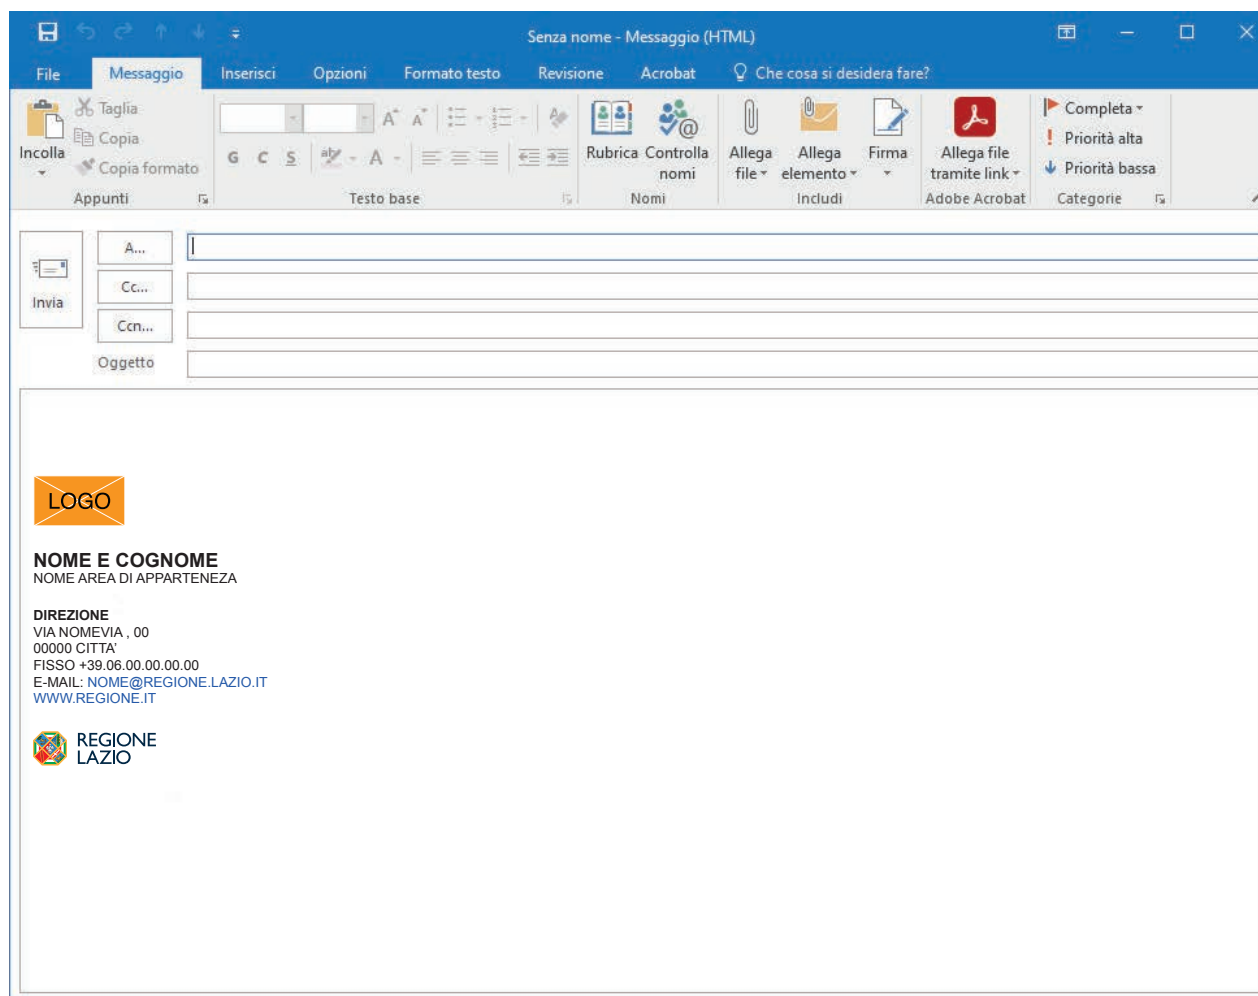 Senza nome - Messaggio (HTML)
File Messaggio Inserisci Opzioni Formato testo Revisione Acrobat Che cosa si desidera fare?
Incolla
Taglia
Copia
Copia formato
Appunti
G C S
Testo base
Rubrica
Controlla nomi
Nomi
Allega file
Allega elemento
Firma
Includi
Allega file tramite link
Adobe Acrobat
Completa
Priorità alta
Priorità bassa
Categorie
Invia
A...
Cc...
Ccn...
Oggetto
LOGO
NOME E COGNOME
NOME AREA DI APPARTENEZA
DIREZIONE
VIA NOMEVIA , 00
00000 CITTA'
FISSO +39.06.00.00.00.00
E-MAIL: NOME@REGIONE.LAZIO.IT
WWW.REGIONE.IT
REGIONE
LAZIO